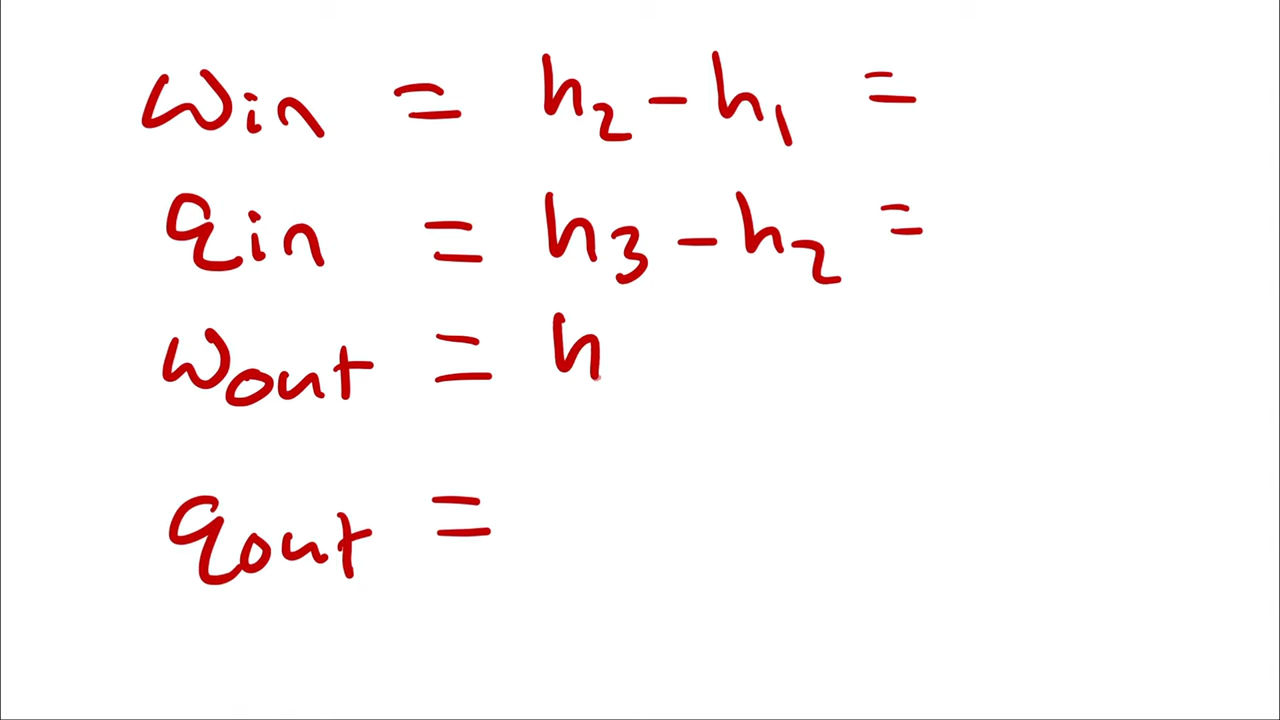 win = h2 - h1 =
qin = h3 - h2 =
wout = h
qout =